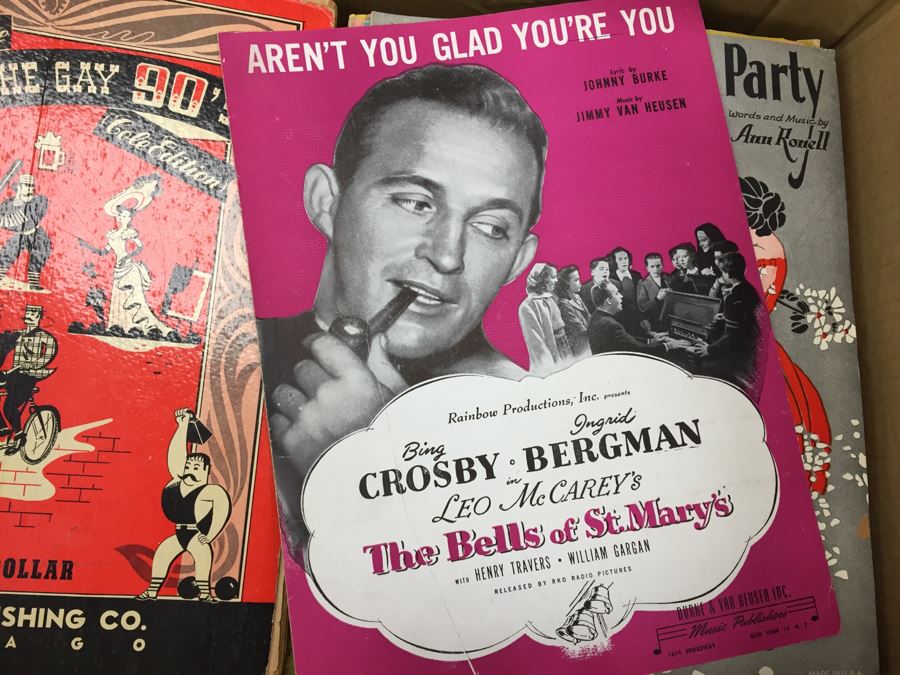 THE GAY 90's
Cole Edition
OLLAR
SHING CO.
A G O
AREN'T YOU GLAD YOU'RE YOU
Lyric by
JOHNNY BURKE
Music by
JIMMY VAN HEUSEN
Rainbow Productions, Inc. presents
Bing Ingrid
CROSBY • BERGMAN
in
LEO McCAREY'S
The Bells of St. Mary's
WITH HENRY TRAVERS • WILLIAM GARGAN
RELEASED BY RKO RADIO PICTURES
BURKE & VAN HEUSEN INC.
Music Publishers
1619 BROADWAY NEW YORK 19 N. Y.
Party
Words and Music by
Ann Ronell
MADE IN U.S.A.